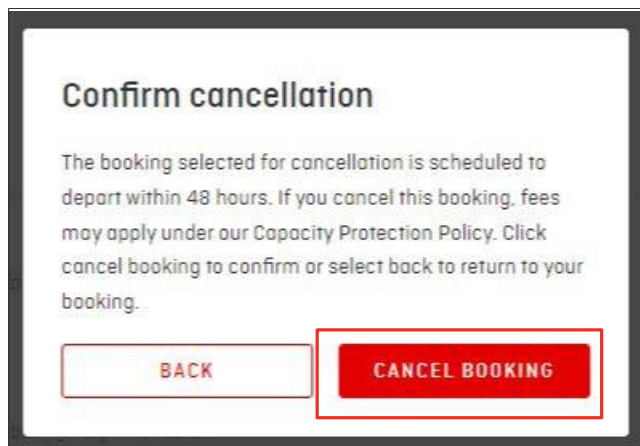 Confirm cancellation
The booking selected for cancellation is scheduled to
depart within 48 hours. If you cancel this booking, fees
may apply under our Capacity Protection Policy. Click
cancel booking to confirm or select back to return to your
booking.
BACK
CANCEL BOOKING